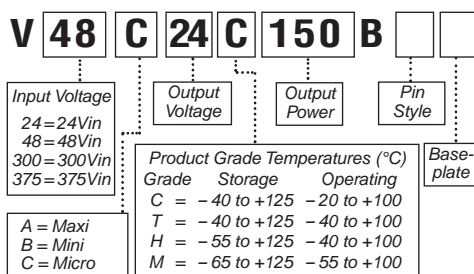 V 48 C 24 C 150 B
Input Voltage
24=24Vin
48=48Vin
300=300Vin
375=375Vin
Output Voltage
Output Power
Pin Style
Base-plate
Product Grade Temperatures (°C)
Grade Storage Operating
C = –40 to +125 –20 to +100
T = –40 to +125 –40 to +100
H = –55 to +125 –40 to +100
M = –65 to +125 –55 to +100
A = Maxi
B = Mini
C = Micro